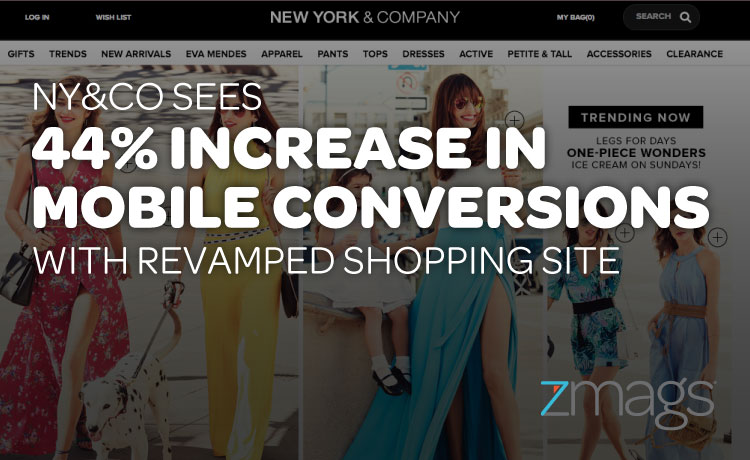 LOG IN WISH LIST NEW YORK & COMPANY MY BAG(0) SEARCH
GIFTS TRENDS NEW ARRIVALS EVA MENDES APPAREL PANTS TOPS DRESSES ACTIVE PETITE & TALL ACCESSORIES CLEARANCE
NY&CO SEES
44% INCREASE IN
MOBILE CONVERSIONS
WITH REVAMPED SHOPPING SITE
TRENDING NOW
LEGS FOR DAYS
ONE-PIECE WONDERS
ICE CREAM ON SUNDAYS!
zmags